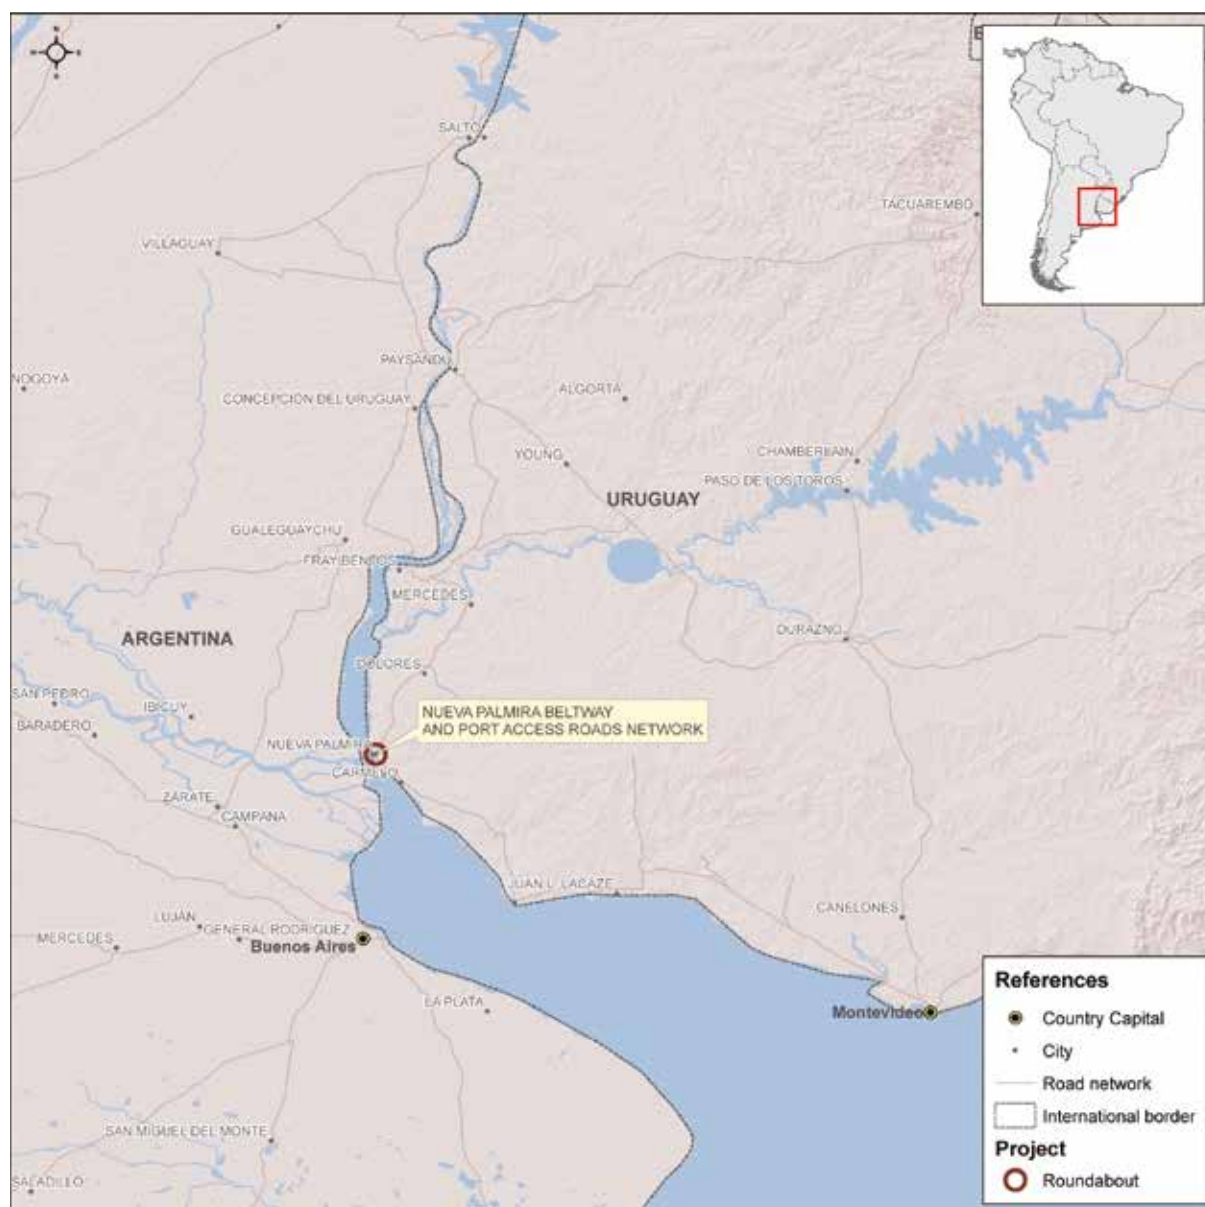 SALTO
TACUAREMBO
VILLAGUAY
PAYSANDU
NOGOYA
ALGORTA
CONCEPCION DEL URUGUAY
CHAMBERLAIN
YOUNG
PASO DE LOS TOROS
URUGUAY
GUALEGUAYCHU
FRAY BENTOS
MERCEDES
ARGENTINA
DURAZNO
DOLORES
SAN PEDRO
IBICUY
BARADERO
NUEVA PALMIRA BELTWAY
AND PORT ACCESS ROADS NETWORK
NUEVA PALMIR
CARMELO
ZARATE
CAMPANA
JUAN L. LACAZE
CANELONES
LUJÁN
GENERAL RODRIGUEZ
MERCEDES
Buenos Aires
LA PLATA
Montevideo
SAN MIGUEL DEL MONTE
SALADILLO
References
Country Capital
City
Road network
International border
Project
Roundabout